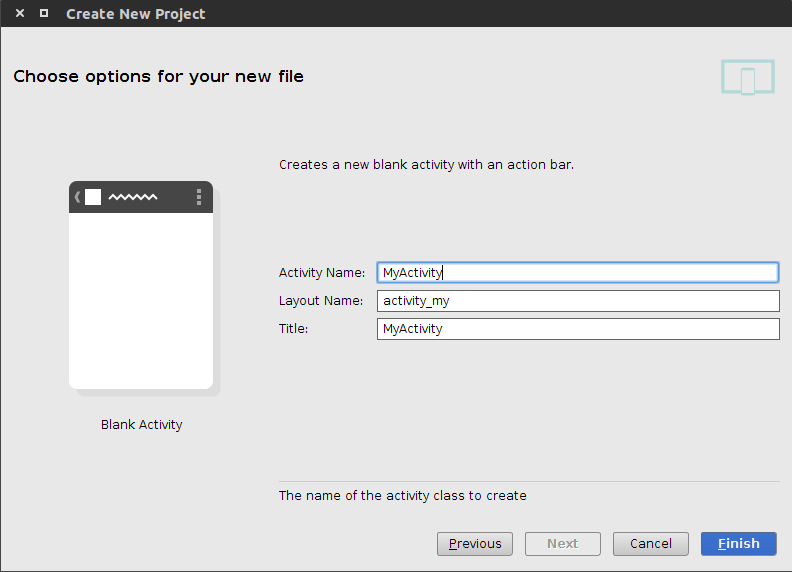 Create New Project
Choose options for your new file
Creates a new blank activity with an action bar.
Activity Name: MyActivity
Layout Name: activity_my
Title: MyActivity
Blank Activity
The name of the activity class to create
Previous Next Cancel Finish